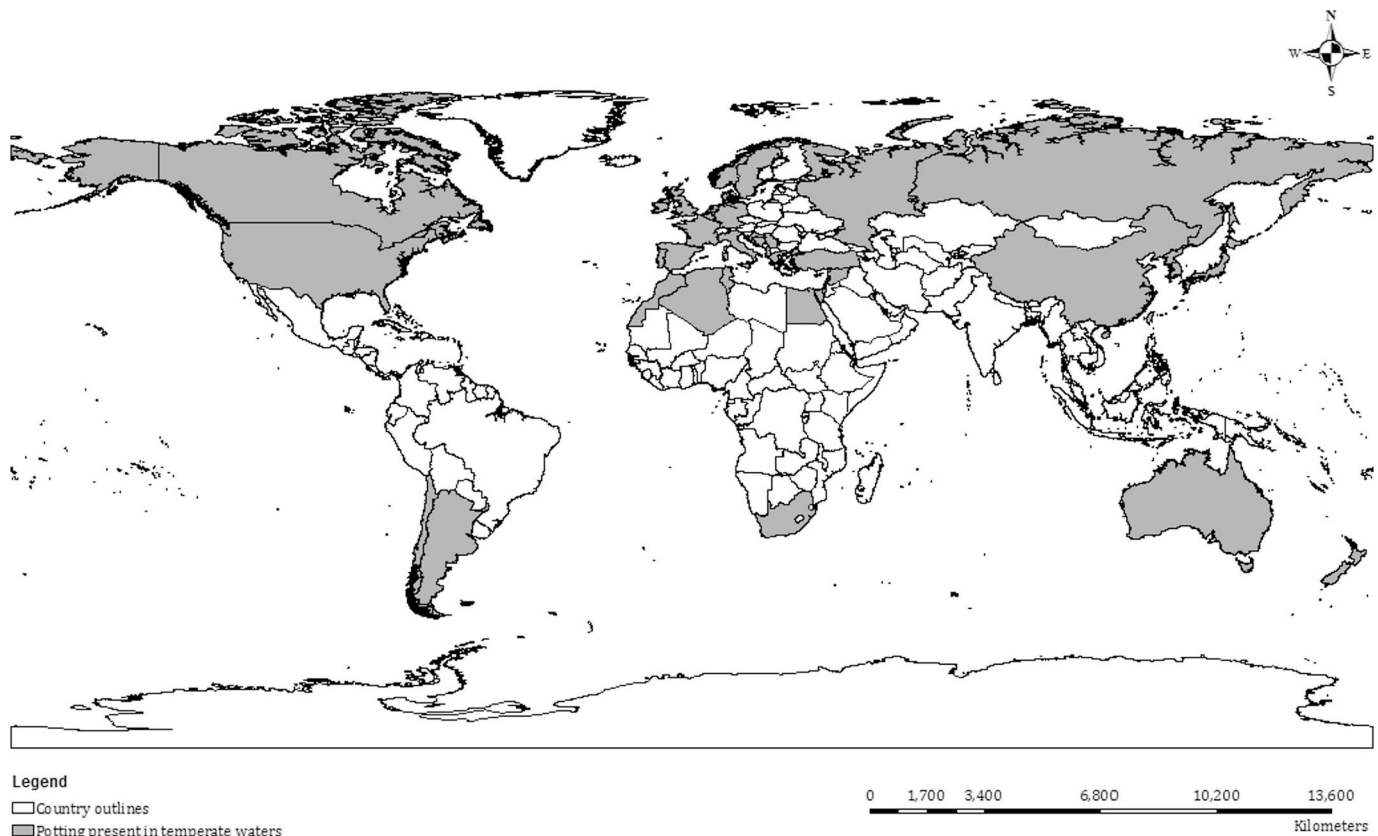 N
W E
S
Legend
Country outlines
Potting present in temperate waters
0 1,700 3,400 6,800 10,200 13,600
Kilometers